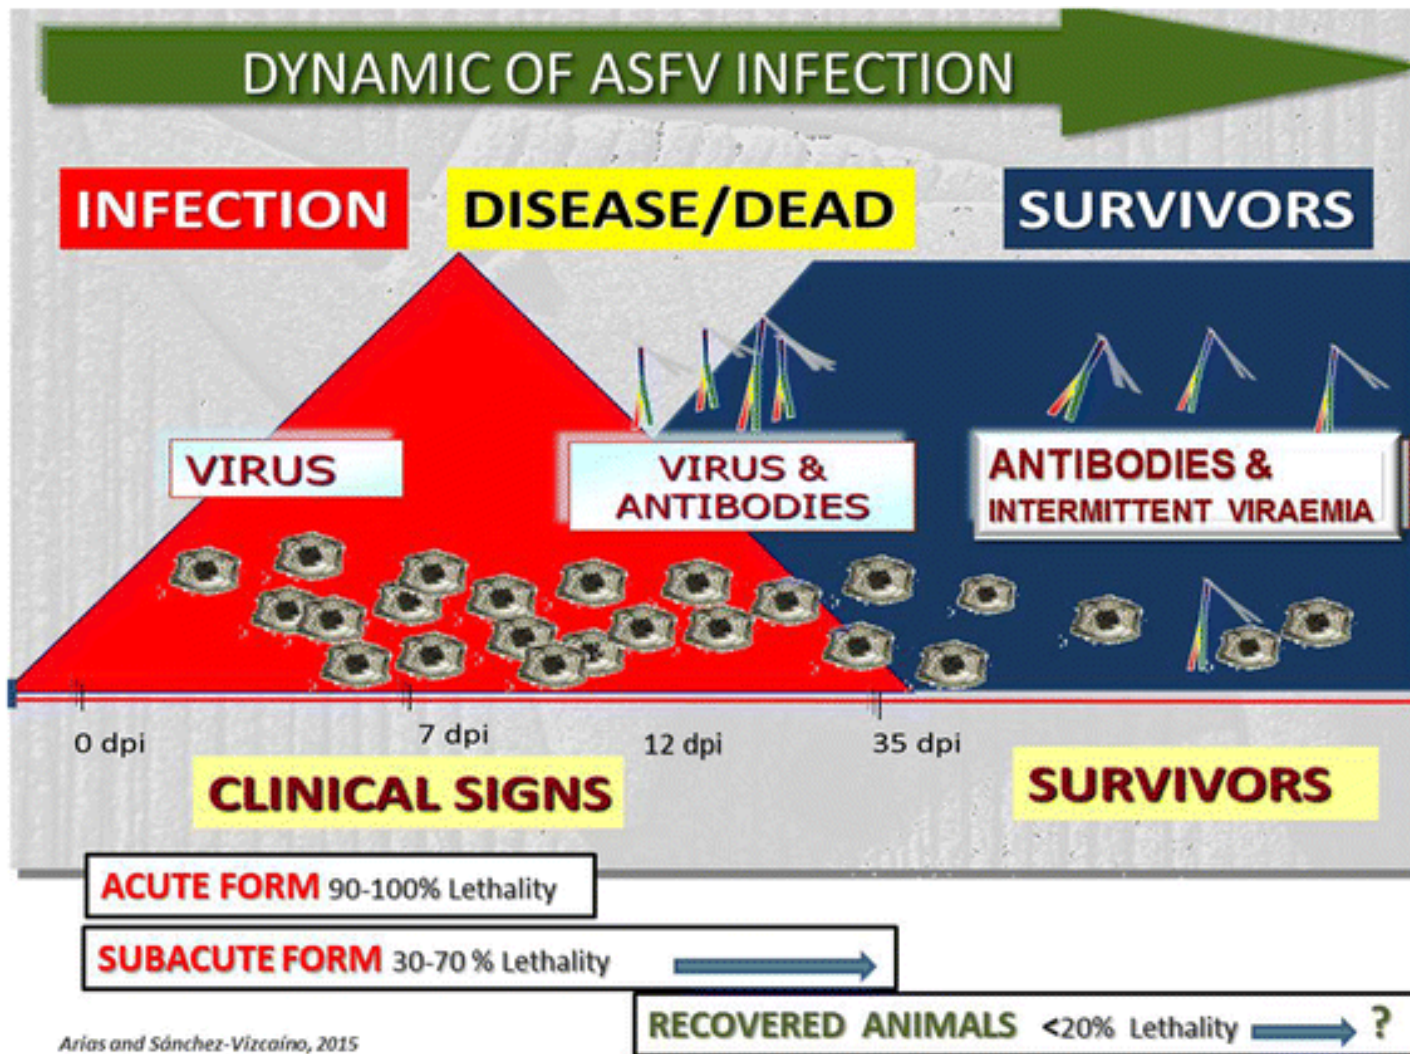 DYNAMIC OF ASFV INFECTION
INFECTION
DISEASE/DEAD
SURVIVORS
VIRUS
VIRUS &
ANTIBODIES
ANTIBODIES &
INTERMITTENT VIRAEMIA
0 dpi
7 dpi
12 dpi
35 dpi
CLINICAL SIGNS
SURVIVORS
ACUTE FORM 90-100% Lethality
SUBACUTE FORM 30-70 % Lethality
RECOVERED ANIMALS <20% Lethality ?
Arias and Sánchez-Vizcaíno, 2015